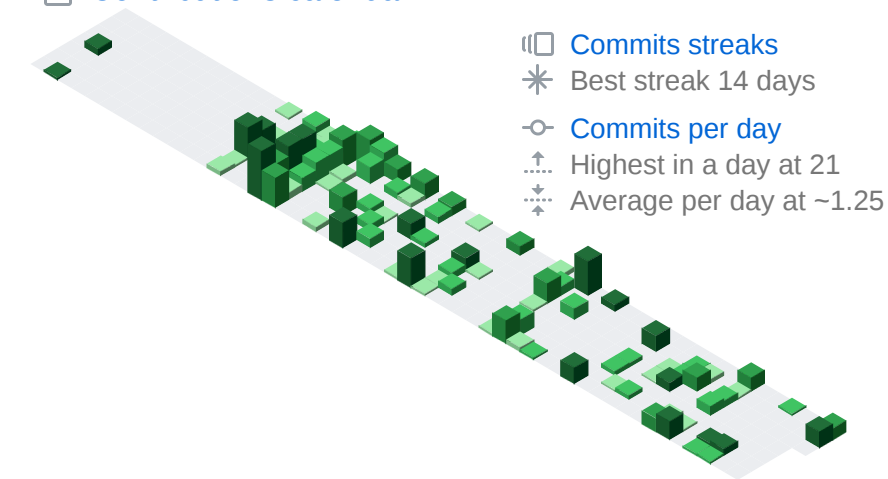 Commits streaks
Best streak 14 days
Commits per day
Highest in a day at 21
Average per day at ~1.25